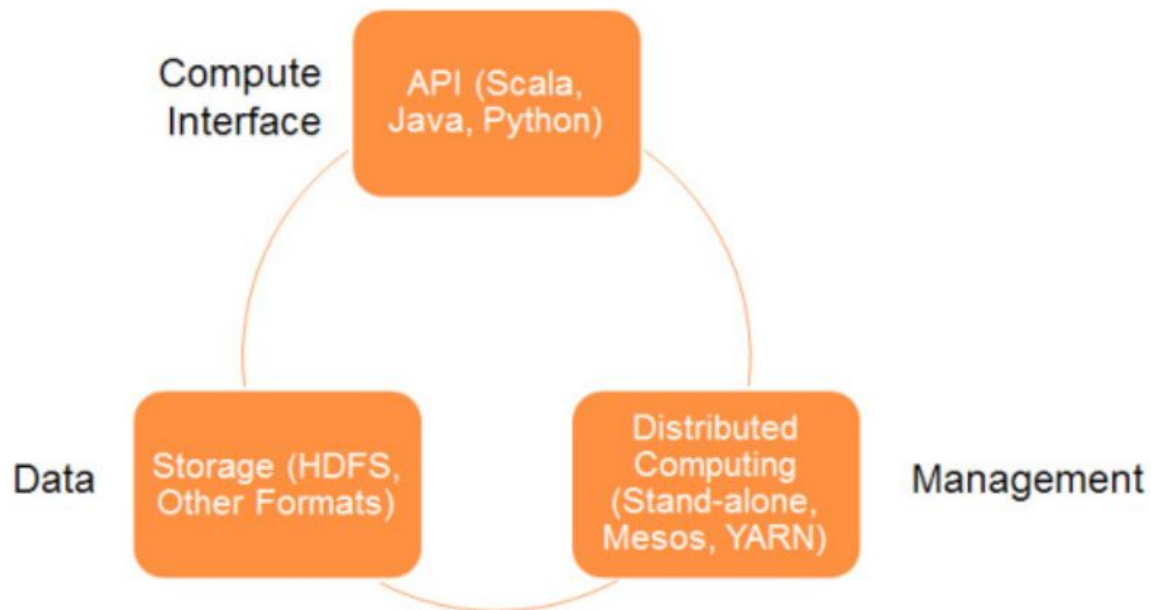 Compute
Interface
API (Scala,
Java, Python)
Data
Storage (HDFS,
Other Formats)
Distributed
Computing
(Stand-alone,
Mesos, YARN)
Management